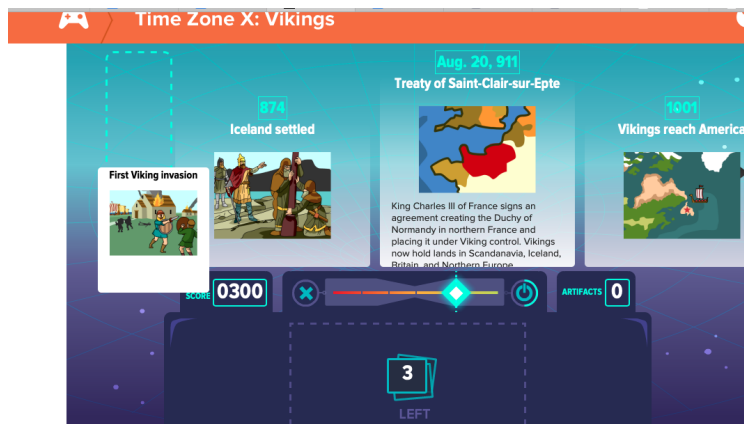 Time Zone X: Vikings
Aug. 20, 911
Treaty of Saint-Clair-sur-Epte
874
Iceland settled
1001
Vikings reach America
First Viking invasion
King Charles III of France signs an
agreement creating the Duchy of
Normandy in northern France and
placing it under Viking control. Vikings
now hold lands in Scandanavia, Iceland,
Britain, and Northern Europe.
SCORE 0300
ARTIFACTS 0
3
LEFT